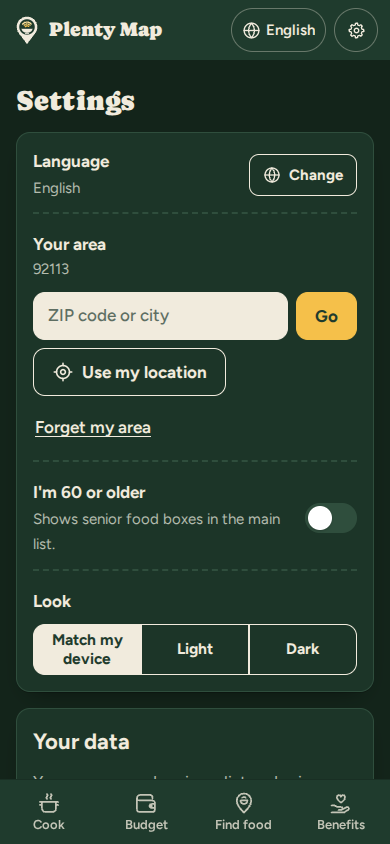 Plenty Map
English
Settings
Language
English
Change
Your area
92113
ZIP code or city
Go
Use my location
Forget my area
I'm 60 or older
Shows senior food boxes in the main
list.
Look
Match my
device
Light
Dark
Your data
Cook
Budget
Find food
Benefits